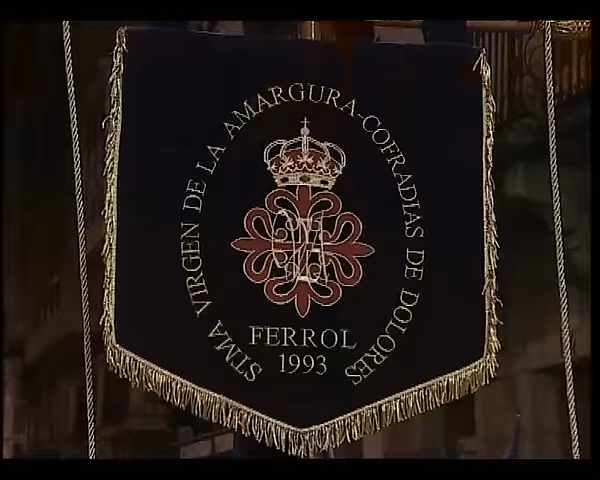 STMA VIRGEN DE LA AMARGURA-COFRADIAS DE DOLORES
FERROL
1993